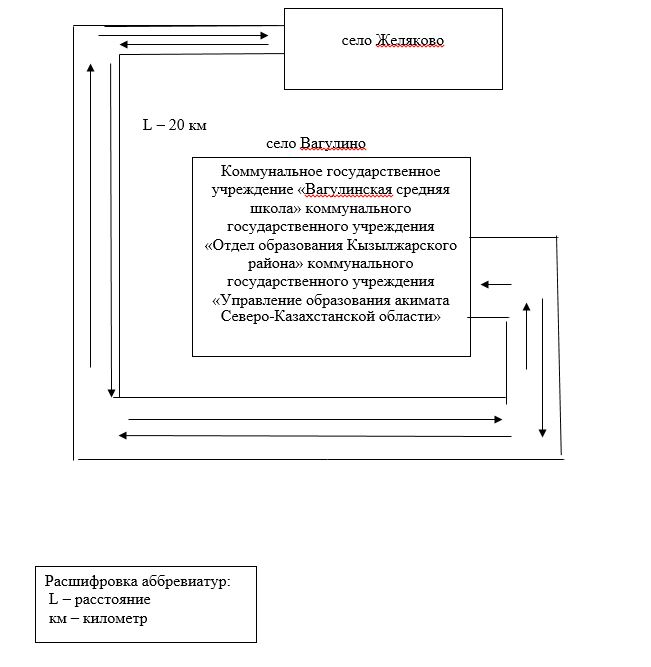 село Желяково
L – 20 км
село Вагулино
Коммунальное государственное
учреждение «Вагулинская средняя
школа» коммунального
государственного учреждения
«Отдел образования Кызылжарского
района» коммунального
государственного учреждения
«Управление образования акимата
Северо-Казахстанской области»
Расшифровка аббревиатур:
L – расстояние
км – километр